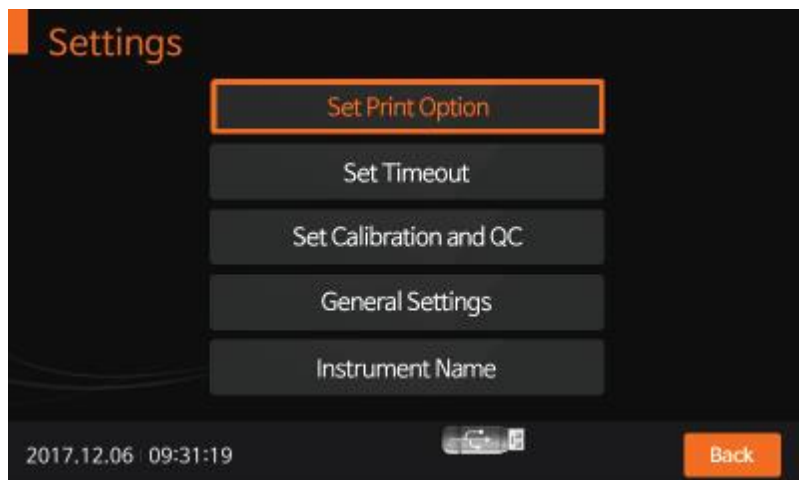 Settings
Set Print Option
Set Timeout
Set Calibration and QC
General Settings
Instrument Name
2017.12.06 09:31:19
Back